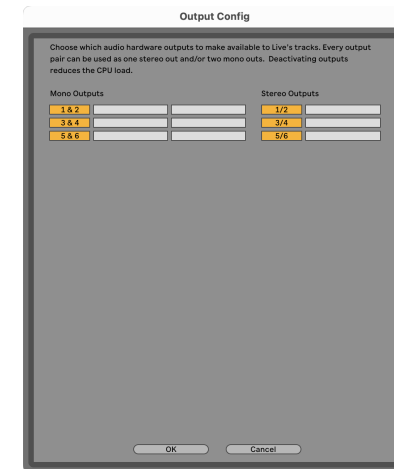 Output Config
Choose which audio hardware outputs to make available to Live's tracks. Every output
pair can be used as one stereo out and/or two mono outs. Deactivating outputs
reduces the CPU load.
Mono Outputs Stereo Outputs
1 & 2 1/2
3 & 4 3/4
5 & 6 5/6
OK Cancel